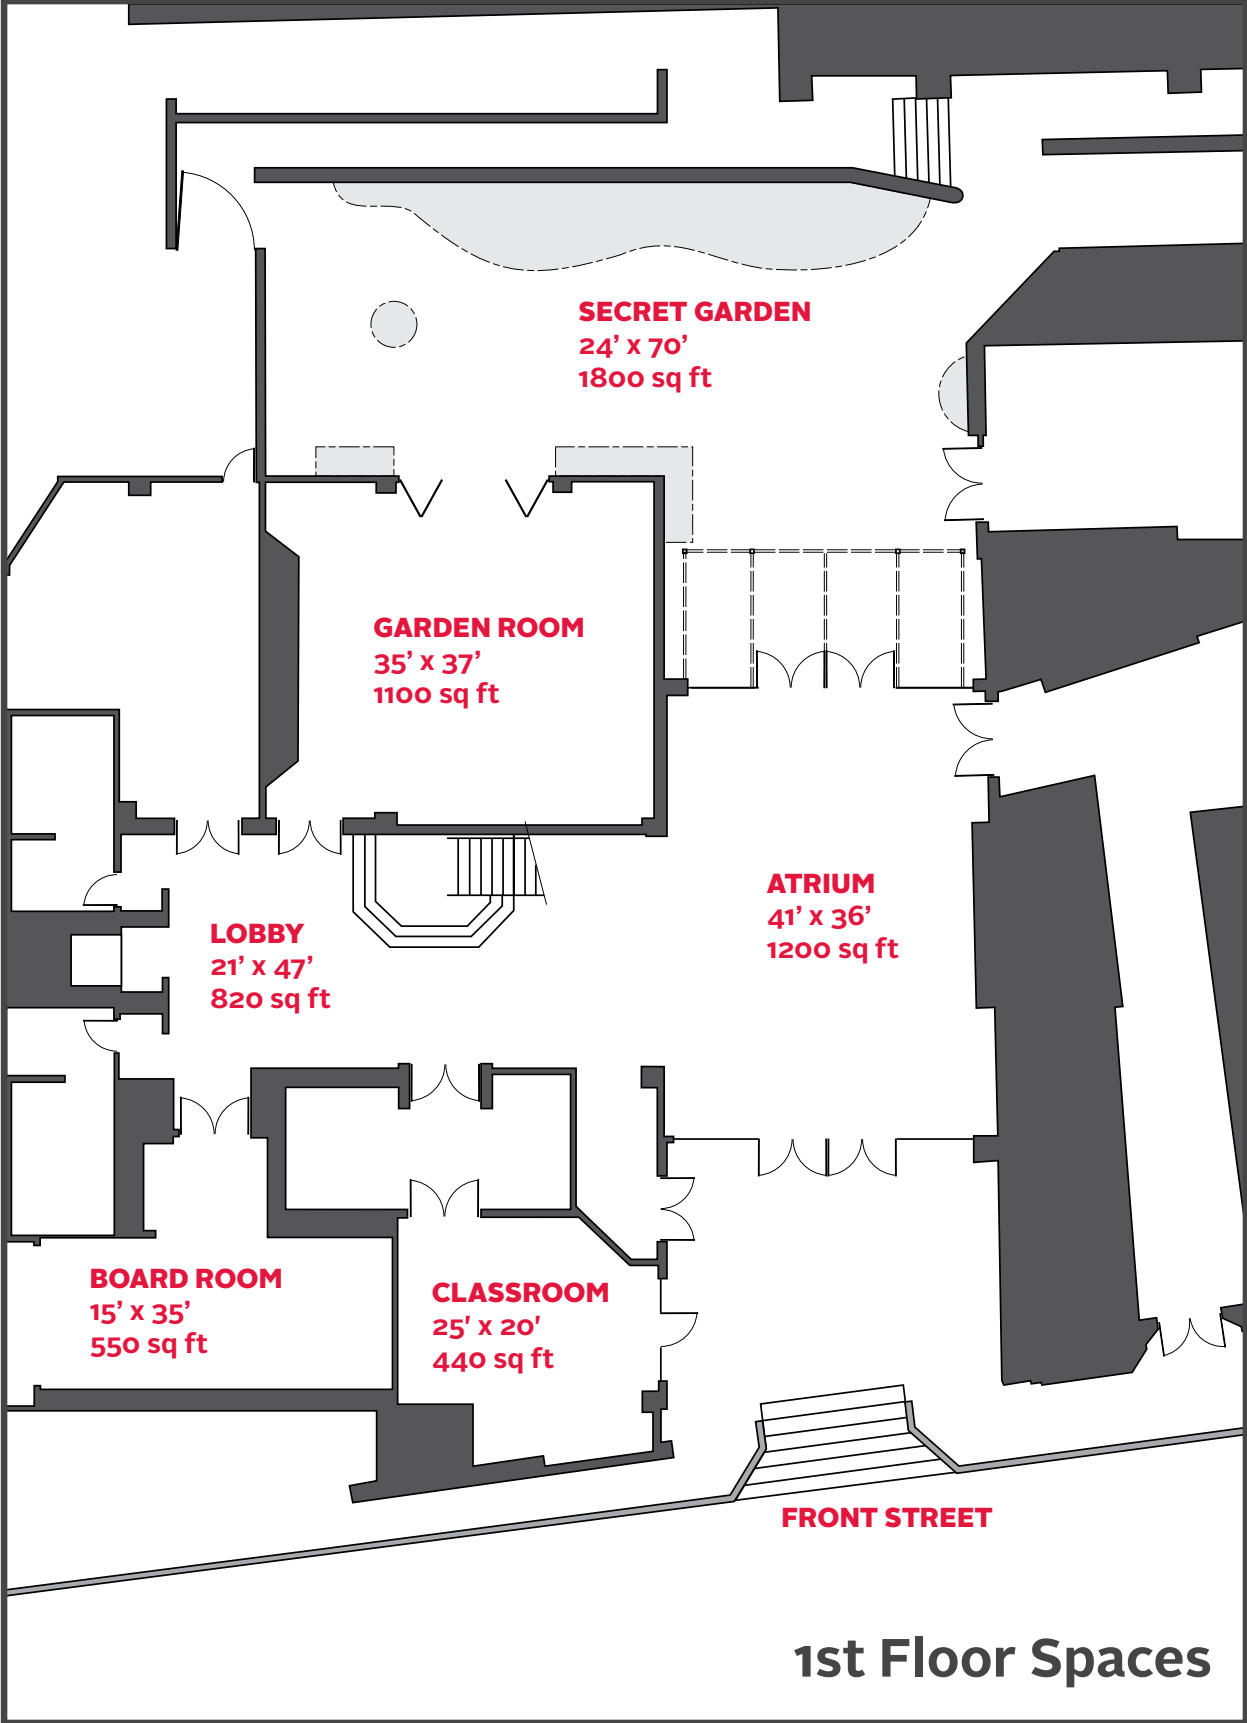 SECRET GARDEN
24’ x 70’
1800 sq ft
GARDEN ROOM
35’ x 37’
1100 sq ft
ATRIUM
41’ x 36’
1200 sq ft
LOBBY
21’ x 47’
820 sq ft
BOARD ROOM
15’ x 35’
550 sq ft
CLASSROOM
25' x 20'
440 sq ft
FRONT STREET
1st Floor Spaces